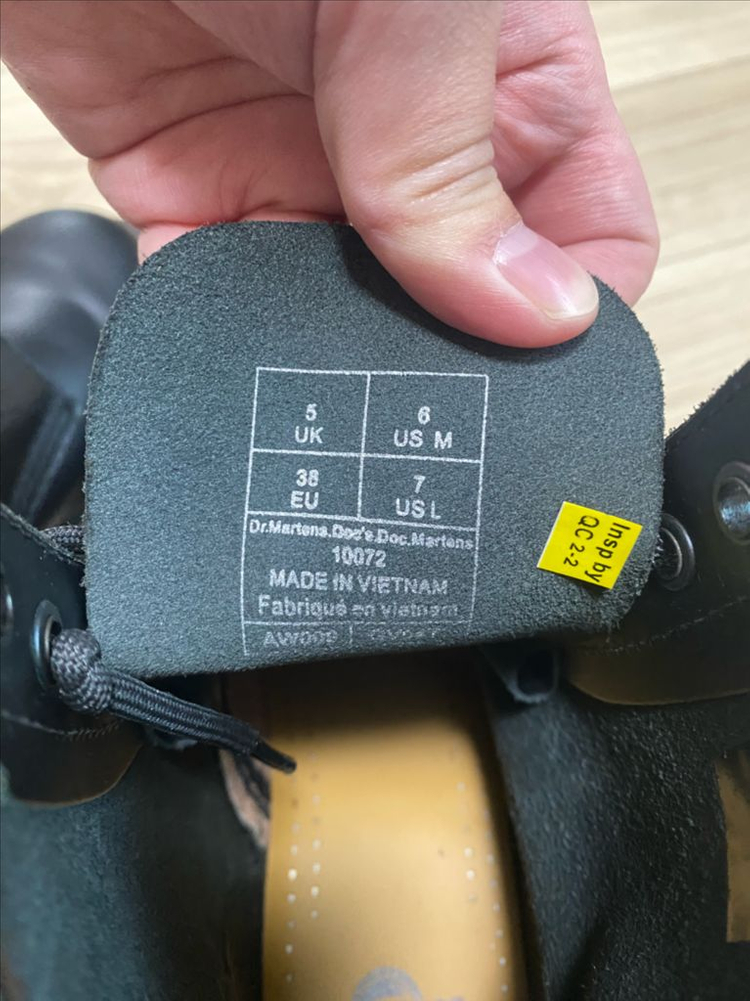 5
UK
6
US M
38
EU
7
US L
Dr.Martens.Doc's.Doc.Martens
10072
MADE IN VIETNAM
Fabriqué en vietnam
Insp by
QC 2-2